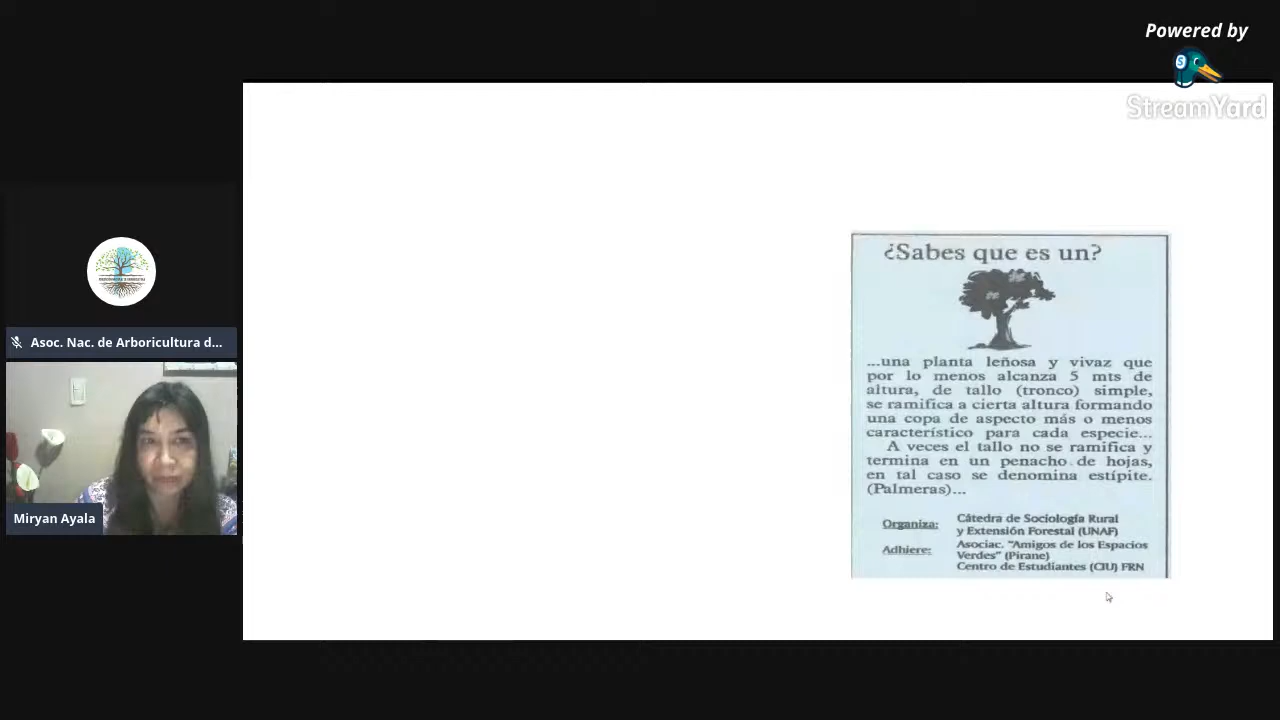 Powered by
StreamYard
Asoc. Nac. de Arboricultura d...
Miryan Ayala
¿Sabes que es un?
...una planta leñosa y vivaz que
por lo menos alcanza 5 mts de
altura, de tallo (tronco) simple,
se ramifica a cierta altura formando
una copa de aspecto más o menos
característico para cada especie...
A veces el tallo no se ramifica y
termina en un penacho de hojas,
en tal caso se denomina estípite.
(Palmeras)...
Organiza: Cátedra de Sociología Rural
y Extensión Forestal (UNAF)
Adhiere: Asociac. "Amigos de los Espacios
Verdes" (Pirane)
Centro de Estudiantes (CIU) FRN